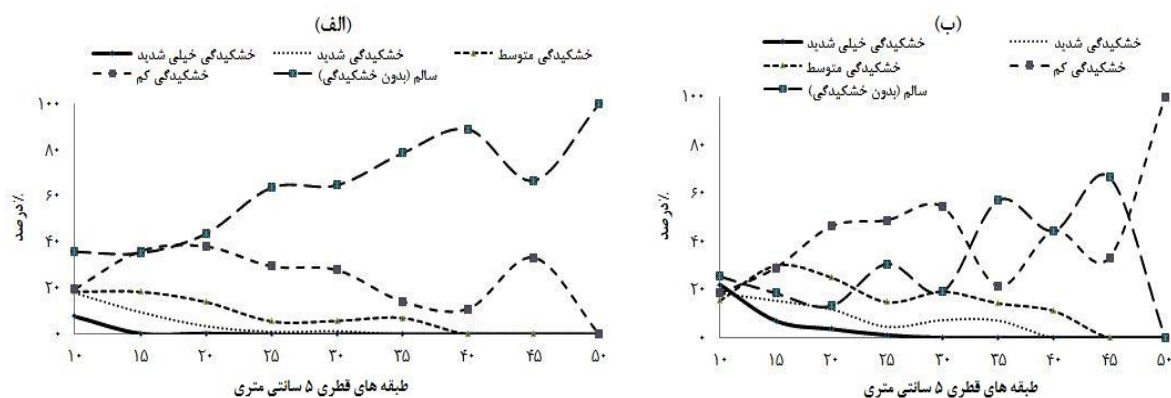 (الف)
خشکیدگی خیلی شدید
خشکیدگی شدید
خشکیدگی متوسط
خشکیدگی کم
سالم (بدون خشکیدگی)
۱۰۰
۸۰
۶۰
۴۰
۲۰
۰
درصد٪
۱۰ ۱۵ ۲۰ ۲۵ ۳۰ ۳۵ ۴۰ ۴۵ ۵۰
طبقه های قطری ۵ سانتی متری
(ب)
خشکیدگی خیلی شدید
خشکیدگی شدید
خشکیدگی متوسط
خشکیدگی کم
سالم (بدون خشکیدگی)
۱۰۰
۸۰
۶۰
۴۰
۲۰
۰
درصد٪
۱۰ ۱۵ ۲۰ ۲۵ ۳۰ ۳۵ ۴۰ ۴۵ ۵۰
طبقه های قطری ۵ سانتی متری